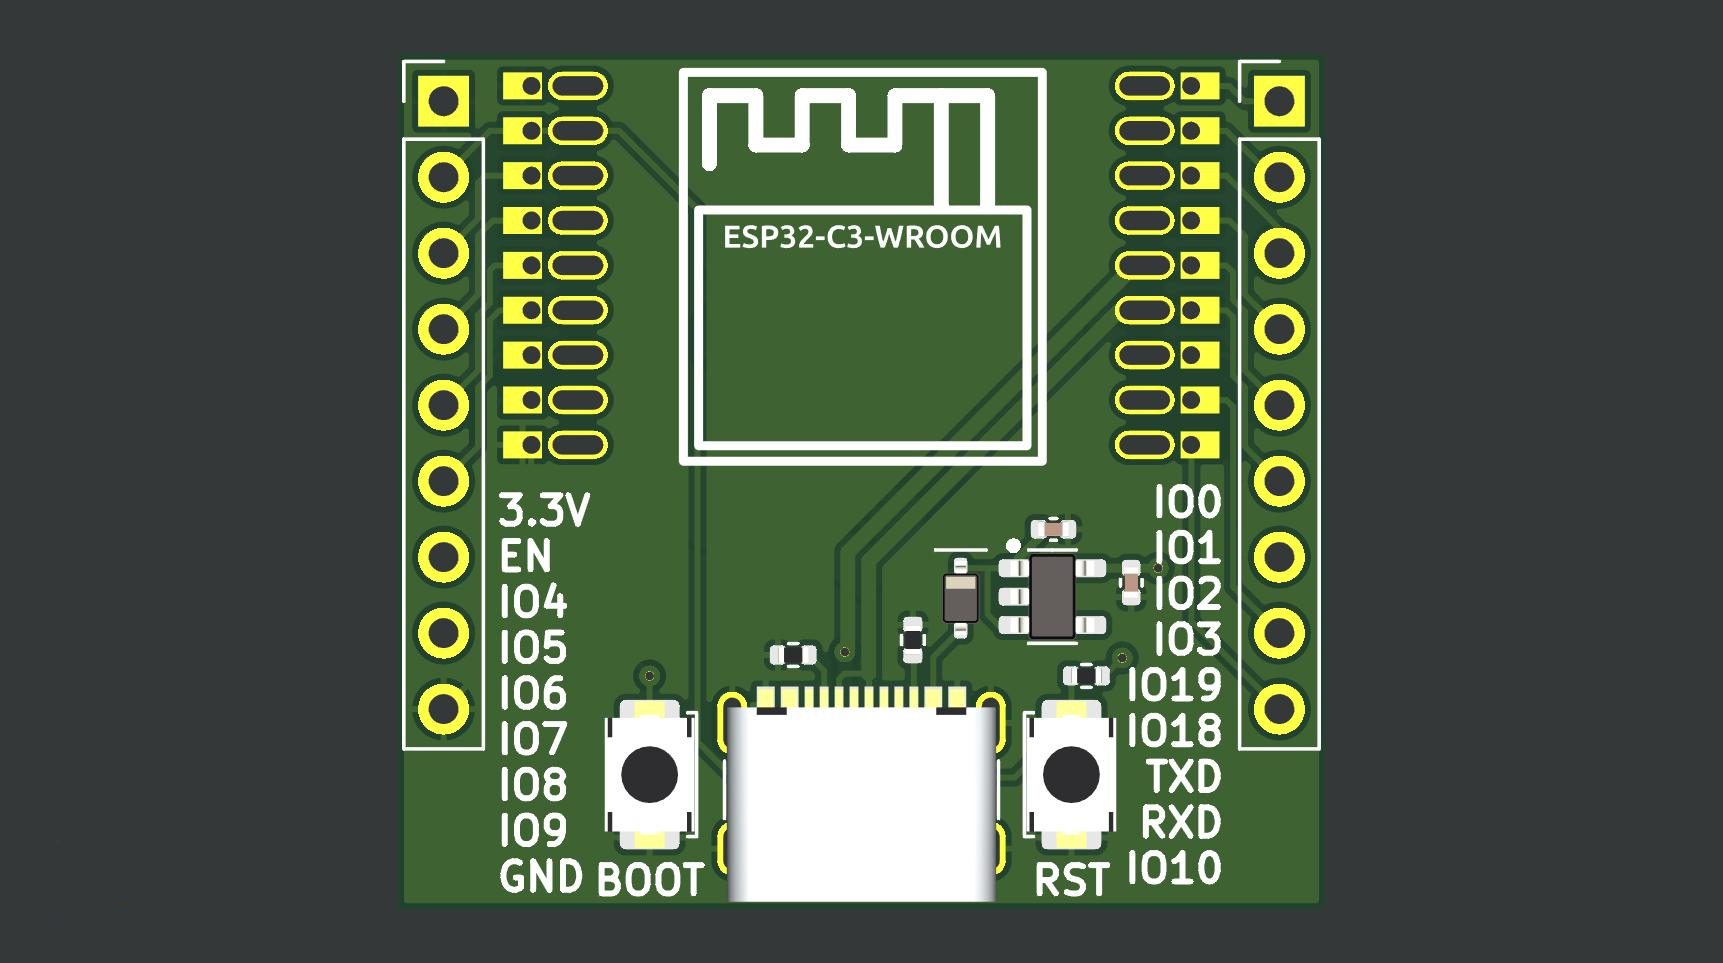 ESP32-C3-WROOM
3.3V
EN
IO4
IO5
IO6
IO7
IO8
IO9
GND
BOOT
IO0
IO1
IO2
IO3
IO19
IO18
TXD
RXD
IO10
RST